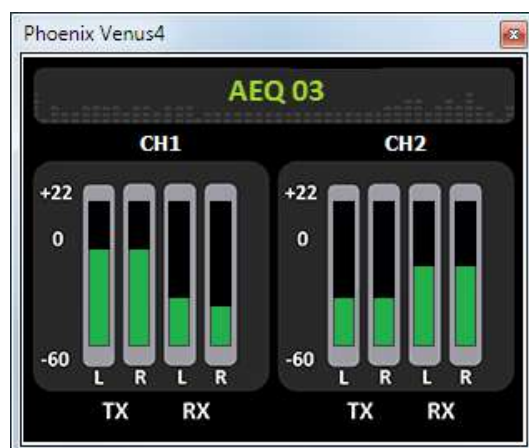 Phoenix Venus4
AEQ 03
CH1 CH2
+22 +22
0 0
-60 -60
L R L R L R L R
TX RX TX RX